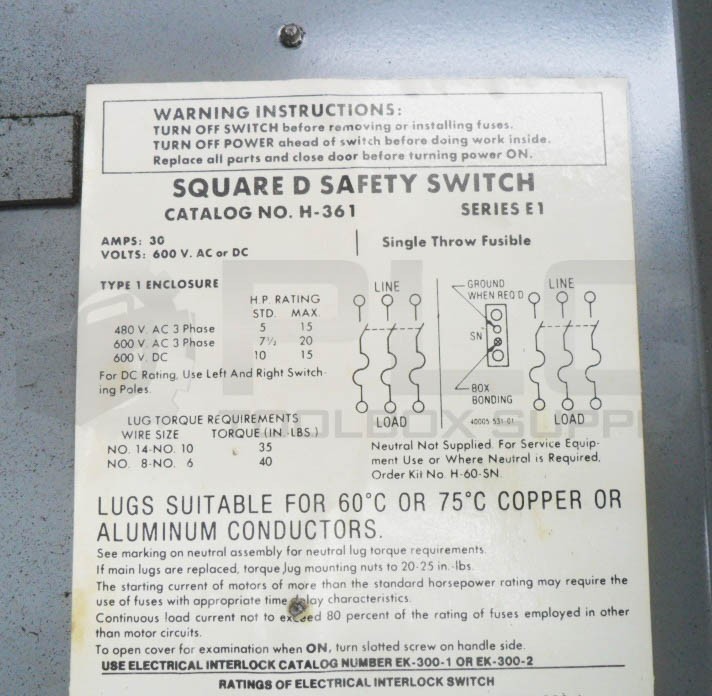 WARNING INSTRUCTIONS:
TURN OFF SWITCH before removing or installing fuses.
TURN OFF POWER ahead of switch before doing work inside.
Replace all parts and close door before turning power ON.
SQUARE D SAFETY SWITCH
CATALOG NO. H-361 SERIES E1
AMPS: 30
VOLTS: 600 V. AC or DC
Single Throw Fusible
TYPE 1 ENCLOSURE
H.P. RATING
STD. MAX.
480 V. AC 3 Phase 5 15
600 V. AC 3 Phase 7½ 20
600 V. DC 10 15
For DC Rating, Use Left And Right Switch-
ing Poles.
LUG TORQUE REQUIREMENTS
WIRE SIZE TORQUE (IN.-LBS.)
NO. 14-NO. 10 35
NO. 8-NO. 6 40
LINE
LOAD
GROUND
WHEN REQ'D
SN
BOX
BONDING
40005 531-01
LINE
LOAD
Neutral Not Supplied. For Service Equip-
ment Use or Where Neutral is Required,
Order Kit No. H-60-SN.
LUGS SUITABLE FOR 60°C OR 75°C COPPER OR
ALUMINUM CONDUCTORS.
See marking on neutral assembly for neutral lug torque requirements.
If main lugs are replaced, torque lug mounting nuts to 20-25 in.-lbs.
The starting current of motors of more than the standard horsepower rating may require the
use of fuses with appropriate time delay characteristics.
Continuous load current not to exceed 80 percent of the rating of fuses employed in other
than motor circuits.
To open cover for examination when ON, turn slotted screw on handle side.
USE ELECTRICAL INTERLOCK CATALOG NUMBER EK-300-1 OR EK-300-2
RATINGS OF ELECTRICAL INTERLOCK SWITCH
PLC
TOOLBOX SUPPLY